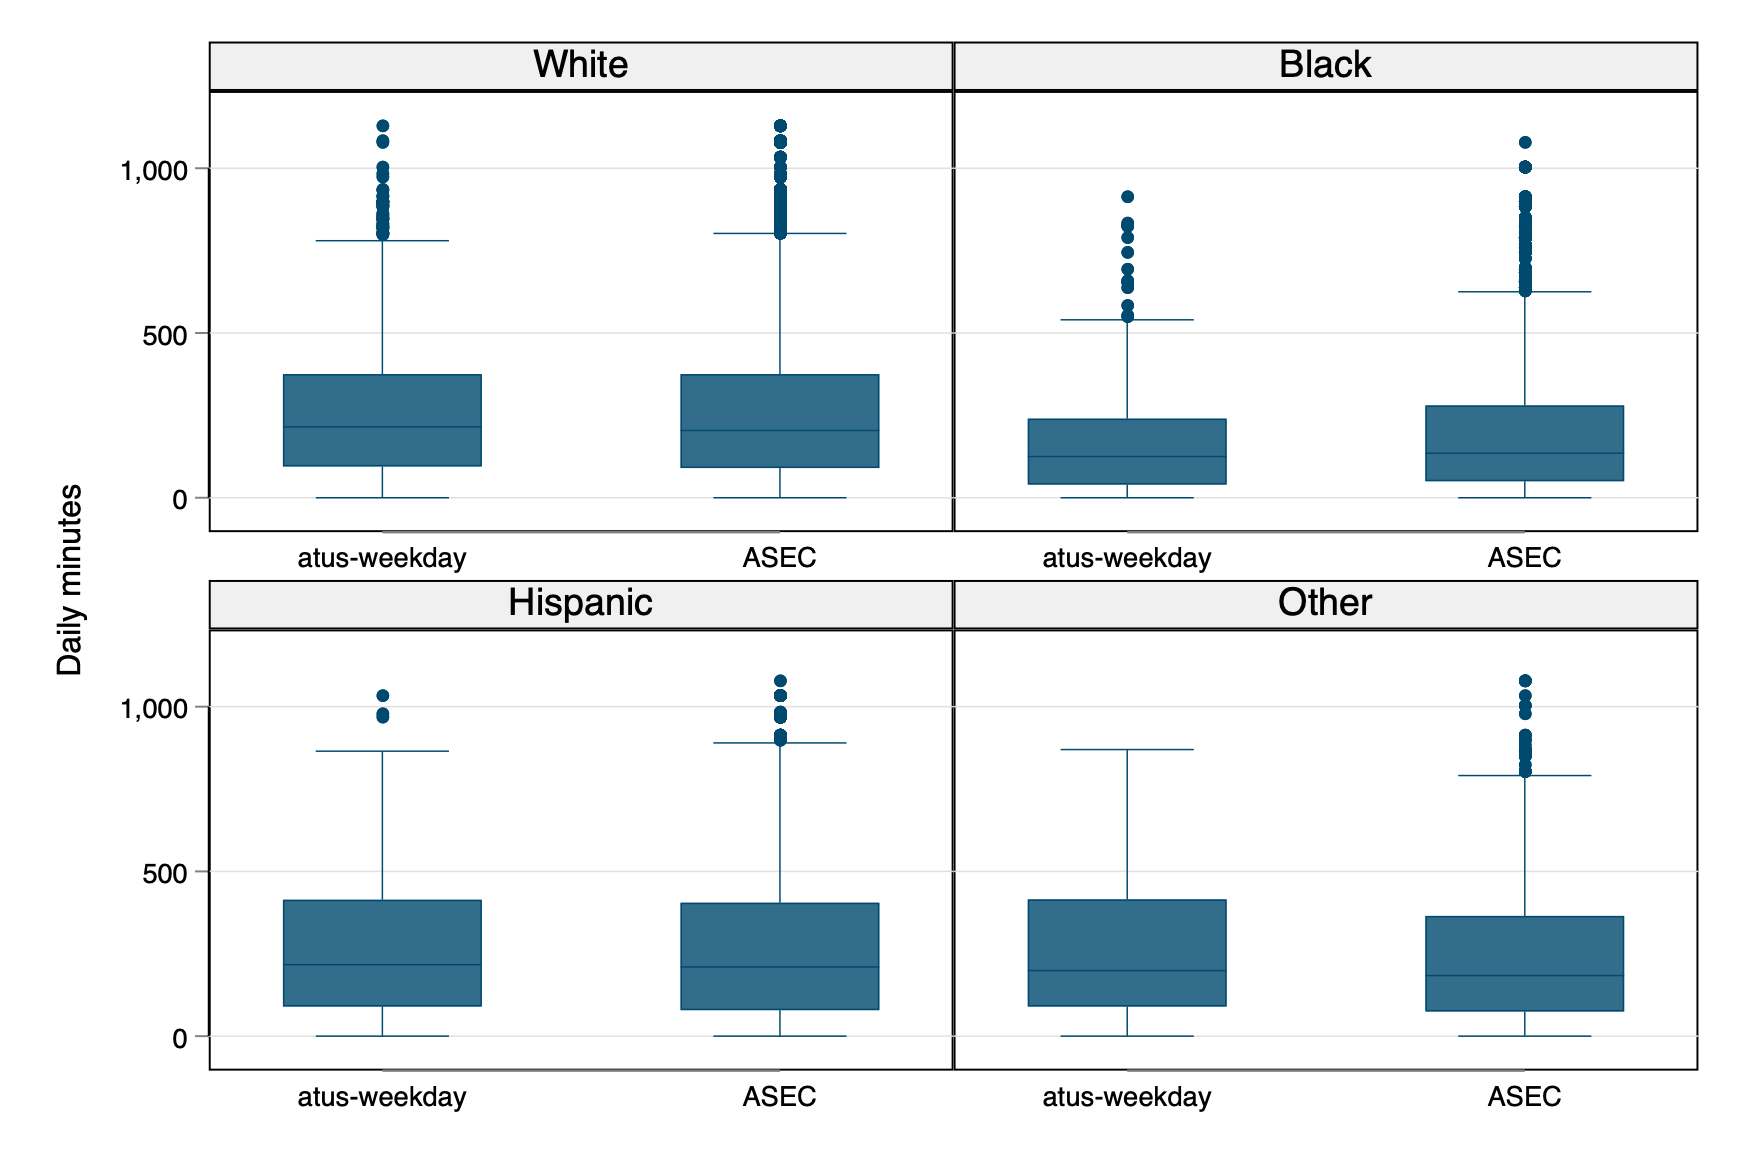 Daily minutes
White
Black
1,000
500
0
atus-weekday
ASEC
atus-weekday
ASEC
Hispanic
Other
1,000
500
0
atus-weekday
ASEC
atus-weekday
ASEC